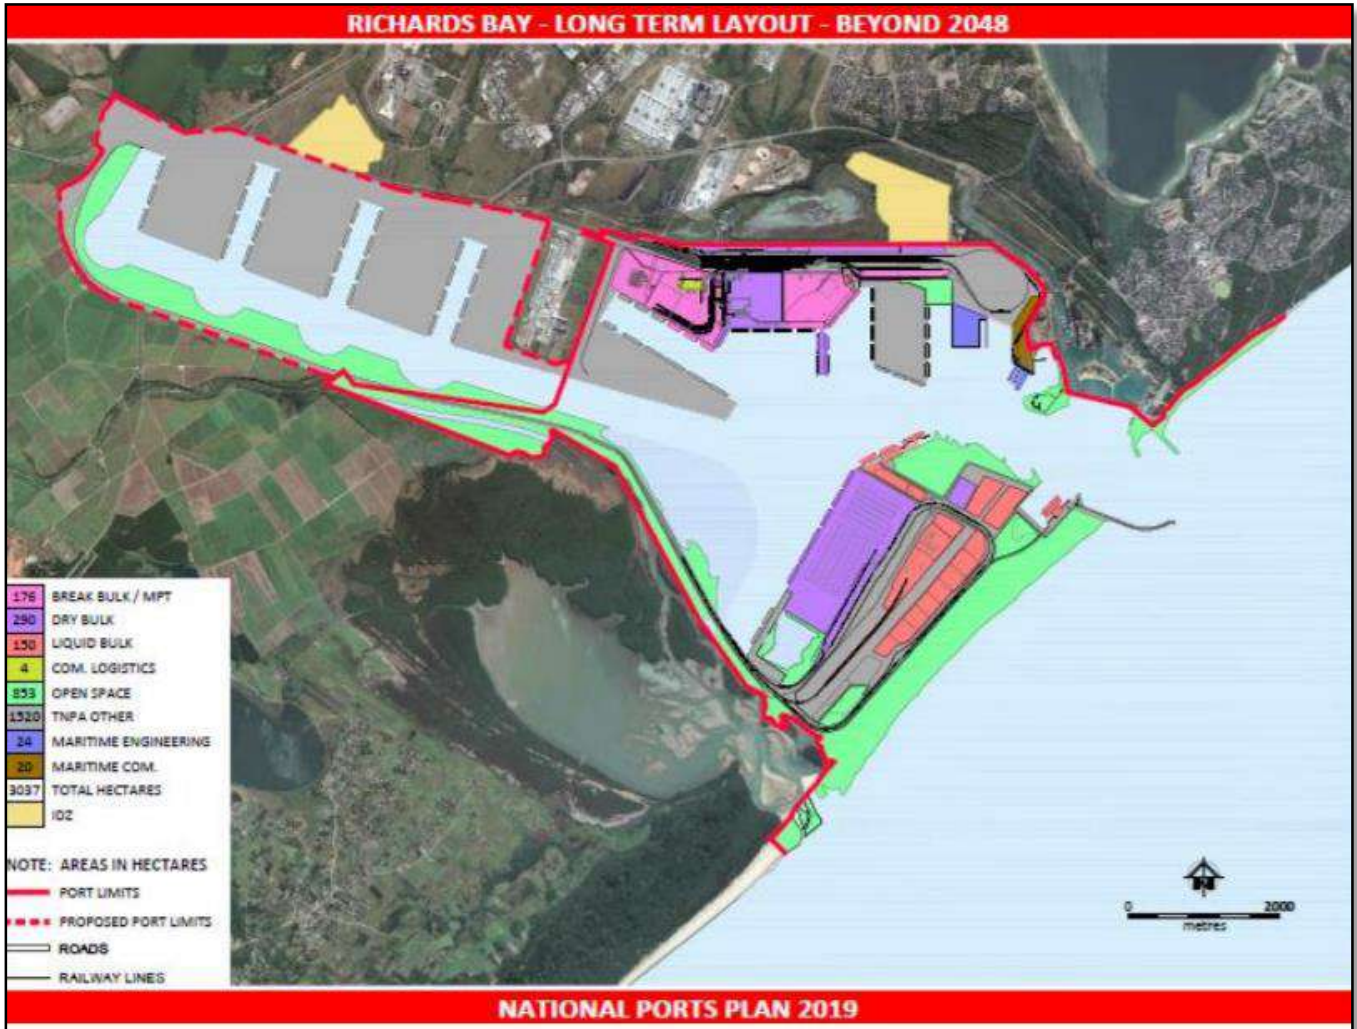 RICHARDS BAY - LONG TERM LAYOUT - BEYOND 2048
176 BREAK BULK / MPT
290 DRY BULK
150 LIQUID BULK
4 COM. LOGISTICS
853 OPEN SPACE
1520 TNPA OTHER
24 MARITIME ENGINEERING
20 MARITIME COM.
3037 TOTAL HECTARES
IDZ
NOTE: AREAS IN HECTARES
PORT LIMITS
PROPOSED PORT LIMITS
ROADS
RAILWAY LINES
N
0 2000
metres
NATIONAL PORTS PLAN 2019